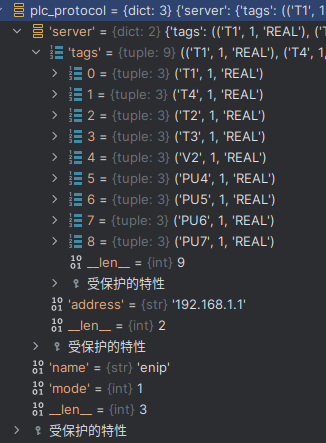 plc_protocol = {dict: 3} {'server': {'tags': (('T1', 1, 'REAL'), ('T4', 1,
'server' = {dict: 2} {'tags': (('T1', 1, 'REAL'), ('T
'tags' = {tuple: 9} (('T1', 1, 'REAL'), ('T4', 1,
0 = {tuple: 3} ('T1', 1, 'REAL')
1 = {tuple: 3} ('T4', 1, 'REAL')
2 = {tuple: 3} ('T2', 1, 'REAL')
3 = {tuple: 3} ('T3', 1, 'REAL')
4 = {tuple: 3} ('V2', 1, 'REAL')
5 = {tuple: 3} ('PU4', 1, 'REAL')
6 = {tuple: 3} ('PU5', 1, 'REAL')
7 = {tuple: 3} ('PU6', 1, 'REAL')
8 = {tuple: 3} ('PU7', 1, 'REAL')
__len__ = {int} 9
受保护的特性
'address' = {str} '192.168.1.1'
__len__ = {int} 2
受保护的特性
'name' = {str} 'enip'
'mode' = {int} 1
__len__ = {int} 3
受保护的特性